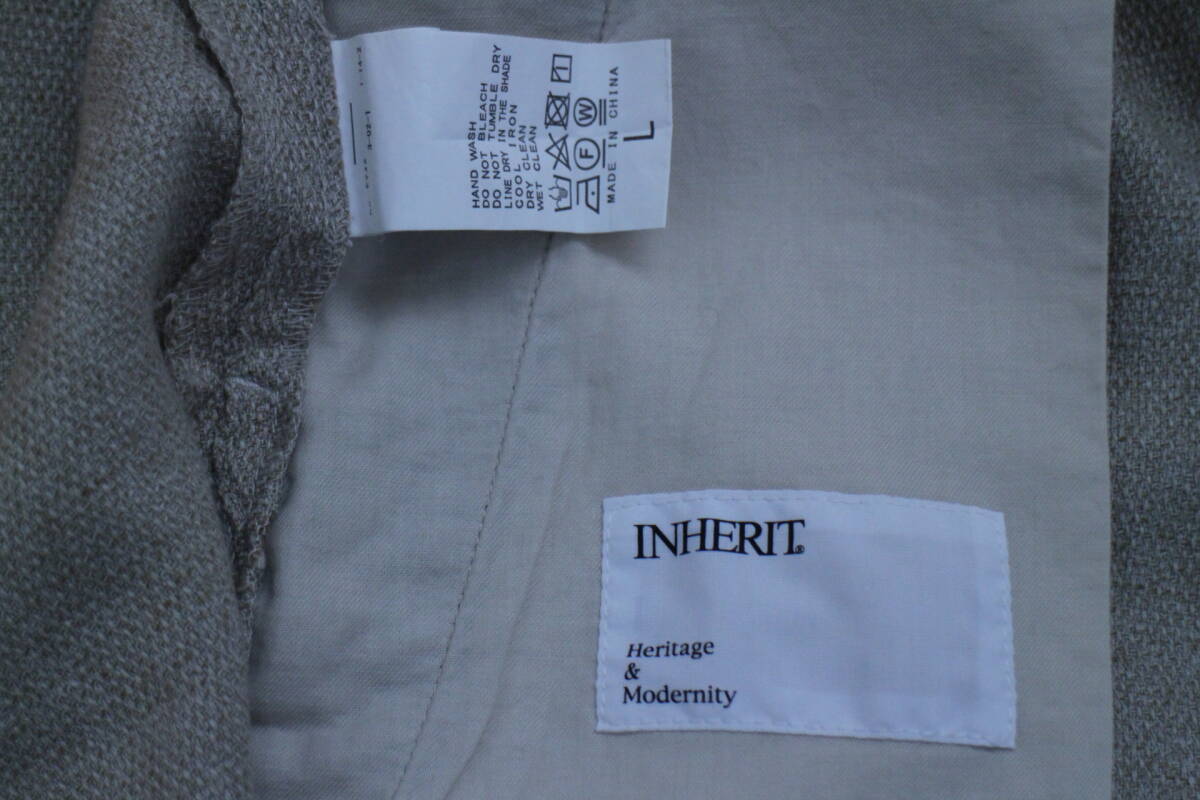 HAND WASH
DO NOT BLEACH
DO NOT TUMBLE DRY
LINE DRY IN THE SHADE
COOL IRON
DRY CLEAN
WET CLEAN
F W
MADE IN CHINA
L
INHERIT®
Heritage
&
Modernity